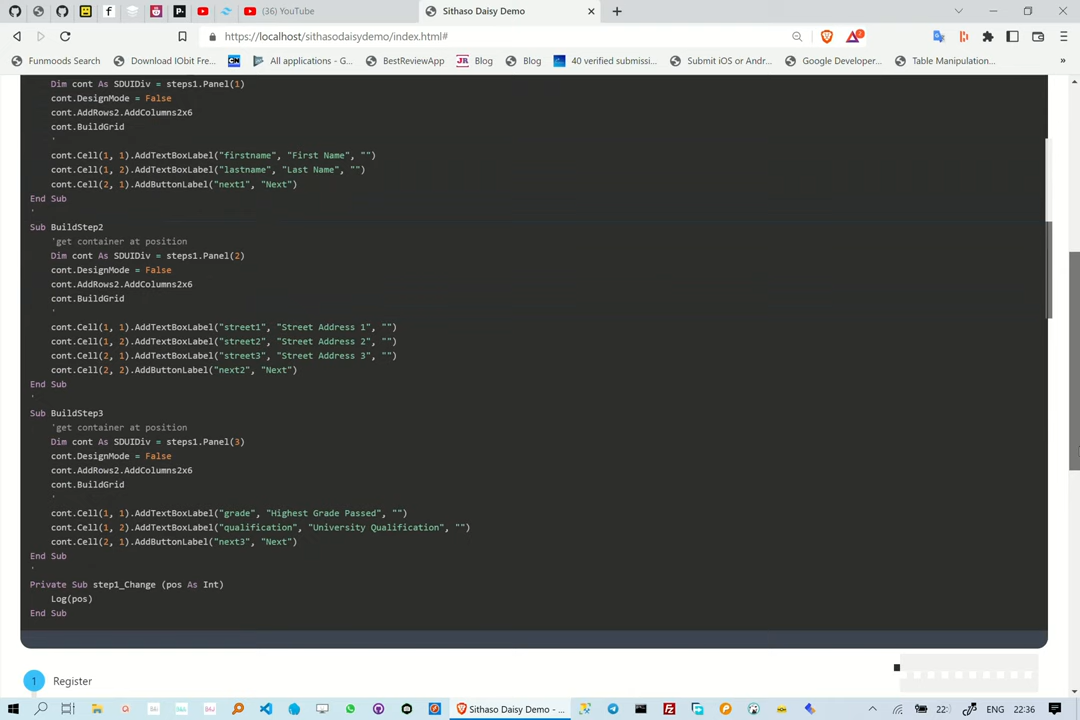 (36) YouTube
Sithaso Daisy Demo
https://localhost/sithasodaisydemo/index.html#
2
Funmoods Search
Download IObit Fre...
All applications - G...
BestReviewApp
JR Blog
Blog
40 verified submissi...
Submit iOS or Andr...
Google Developer...
Table Manipulation...
»
Dim cont As SDUIDiv = steps1.Panel(1)
cont.DesignMode = False
cont.AddRows2.AddColumns2x6
cont.BuildGrid
'
cont.Cell(1, 1).AddTextBoxLabel("firstname", "First Name", "")
cont.Cell(1, 2).AddTextBoxLabel("lastname", "Last Name", "")
cont.Cell(2, 1).AddButtonLabel("next1", "Next")
End Sub
'
Sub BuildStep2
'get container at position
Dim cont As SDUIDiv = steps1.Panel(2)
cont.DesignMode = False
cont.AddRows2.AddColumns2x6
cont.BuildGrid
'
cont.Cell(1, 1).AddTextBoxLabel("street1", "Street Address 1", "")
cont.Cell(1, 2).AddTextBoxLabel("street2", "Street Address 2", "")
cont.Cell(2, 1).AddTextBoxLabel("street3", "Street Address 3", "")
cont.Cell(2, 2).AddButtonLabel("next2", "Next")
End Sub
'
Sub BuildStep3
'get container at position
Dim cont As SDUIDiv = steps1.Panel(3)
cont.DesignMode = False
cont.AddRows2.AddColumns2x6
cont.BuildGrid
'
cont.Cell(1, 1).AddTextBoxLabel("grade", "Highest Grade Passed", "")
cont.Cell(1, 2).AddTextBoxLabel("qualification", "University Qualification", "")
cont.Cell(2, 1).AddButtonLabel("next3", "Next")
End Sub
'
Private Sub step1_Change (pos As Int)
Log(pos)
End Sub
1 Register
Sithaso Daisy Demo - ...
22:
ENG
22:36